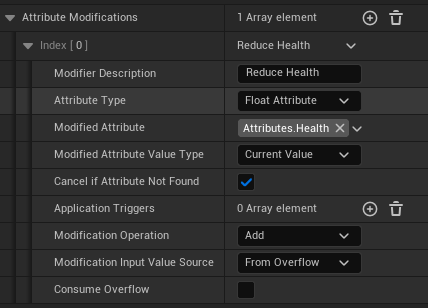 Attribute Modifications 1 Array element
Index [ 0 ] Reduce Health
Modifier Description Reduce Health
Attribute Type Float Attribute
Modified Attribute Attributes.Health
Modified Attribute Value Type Current Value
Cancel if Attribute Not Found
Application Triggers 0 Array element
Modification Operation Add
Modification Input Value Source From Overflow
Consume Overflow